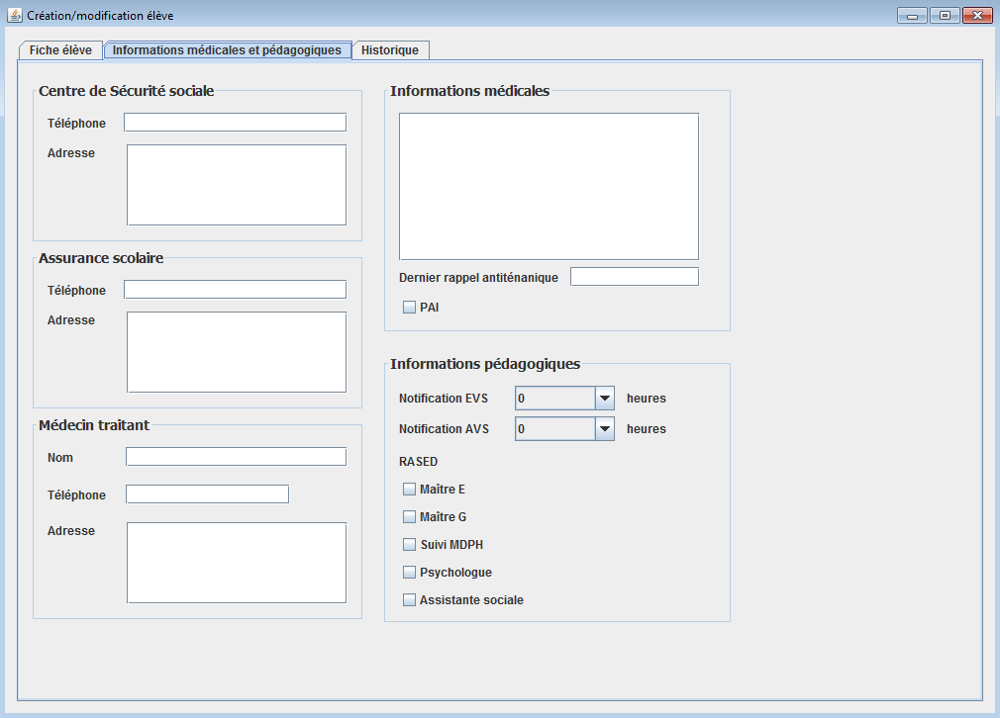 Création/modification élève
Fiche élève
Informations médicales et pédagogiques
Historique
Centre de Sécurité sociale
Téléphone
Adresse
Assurance scolaire
Téléphone
Adresse
Médecin traitant
Nom
Téléphone
Adresse
Informations médicales
Dernier rappel antiténanique
PAI
Informations pédagogiques
Notification EVS 0 heures
Notification AVS 0 heures
RASED
Maître E
Maître G
Suivi MDPH
Psychologue
Assistante sociale